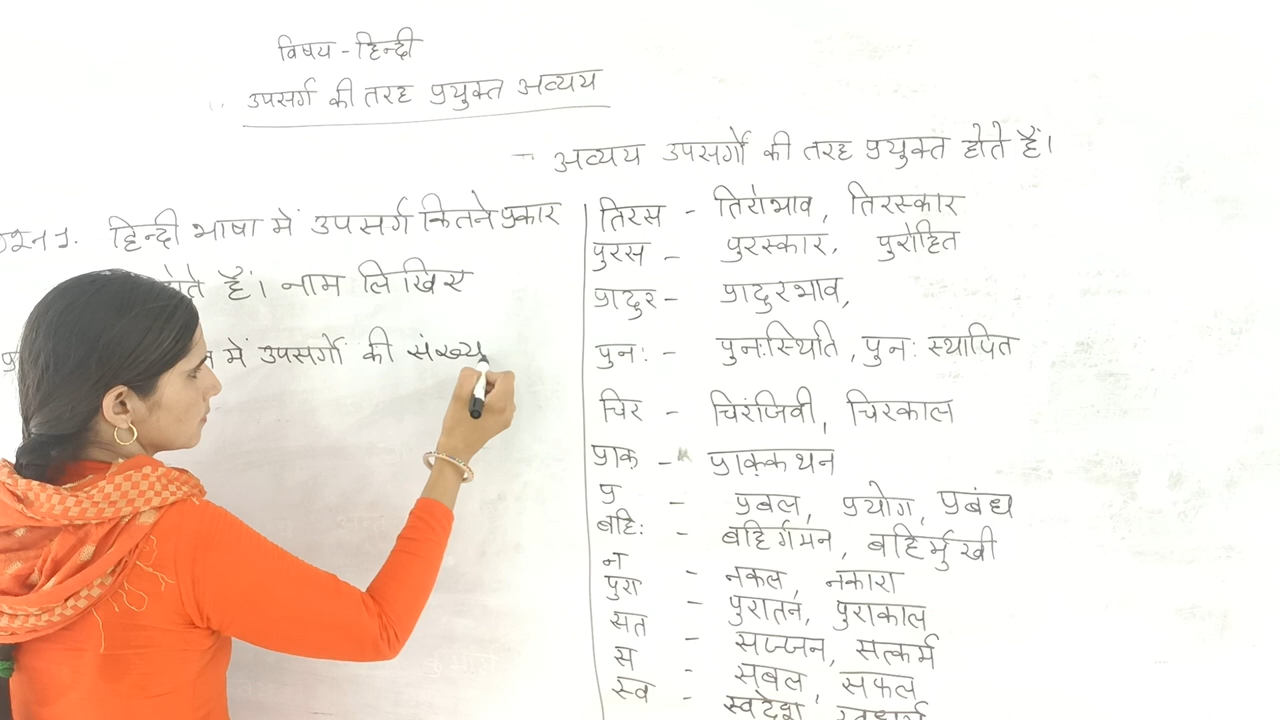 विषय - हिन्दी
उपसर्ग की तरह प्रयुक्त अव्यय
- अव्यय उपसर्गों की तरह प्रयुक्त होते हैं।
1. हिन्दी भाषा में उपसर्ग कितने प्रकार
होते हैं। नाम लिखिए
में उपसर्गों की संख्य
तिरस - तिरोभाव, तिरस्कार
पुरस - पुरस्कार, पुरोहित
प्रादुर - प्रादुरभाव,
पुनः - पुनःस्थिति, पुनः स्थापित
चिर - चिरंजिवी, चिरकाल
प्राक - प्राक्कथन
प्र - प्रबल, प्रयोग, प्रबंध
बहिः - बहिर्गमन, बहिर्मुखी
न - नकल, नकारा
पुरा - पुरातन, पुराकाल
सत - सज्जन, सत्कर्म
स - सबल, सफल
स्व - स्वदेश,